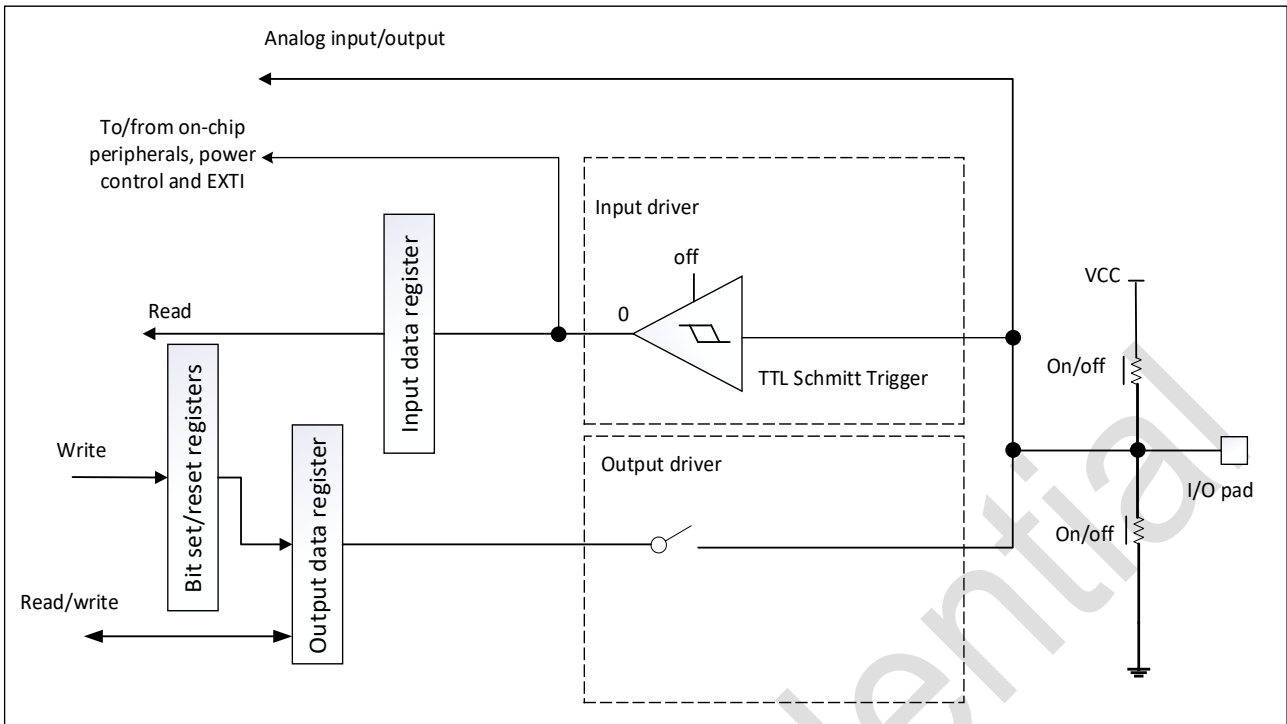 Analog input/output
To/from on-chip
peripherals, power
control and EXTI
Input driver
off
VCC
Read
Input data register
0
On/off
TTL Schmitt Trigger
Bit set/reset registers
Write
Output data register
Output driver
I/O pad
On/off
Read/write
ential